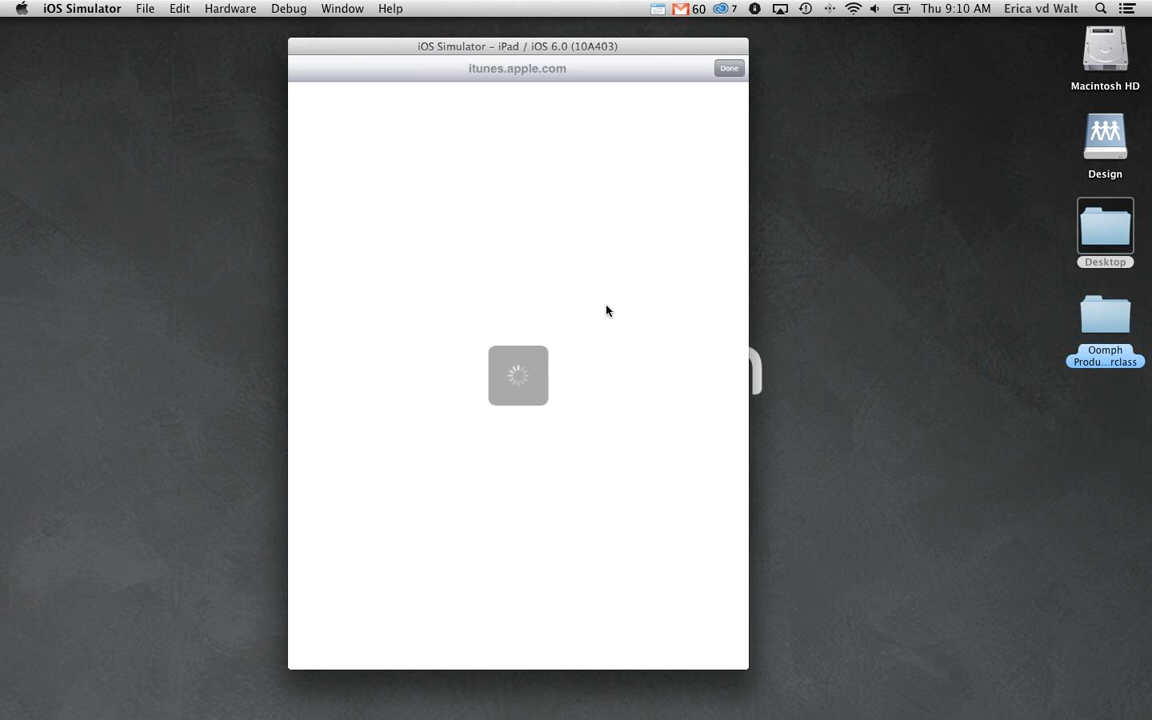 iOS Simulator File Edit Hardware Debug Window Help 60 7 Thu 9:10 AM Erica vd Walt
iOS Simulator – iPad / iOS 6.0 (10A403)
itunes.apple.com Done
Macintosh HD
Design
Desktop
Oomph
Produ...rclass